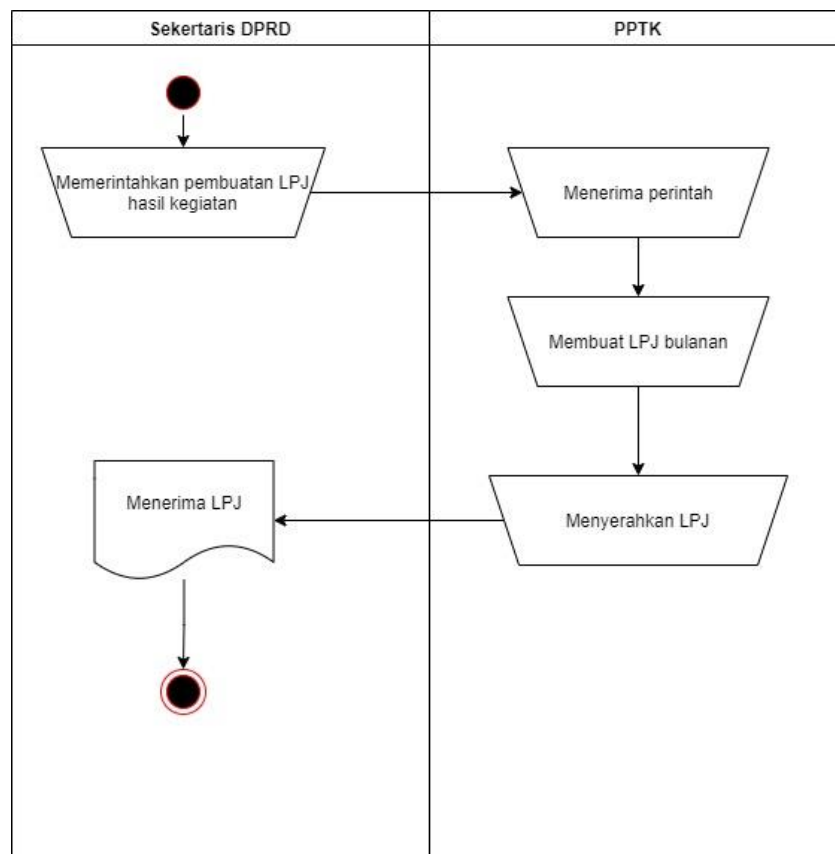 Sekertaris DPRD
PPTK
Memerintahkan pembuatan LPJ
hasil kegiatan
Menerima perintah
Membuat LPJ bulanan
Menerima LPJ
Menyerahkan LPJ